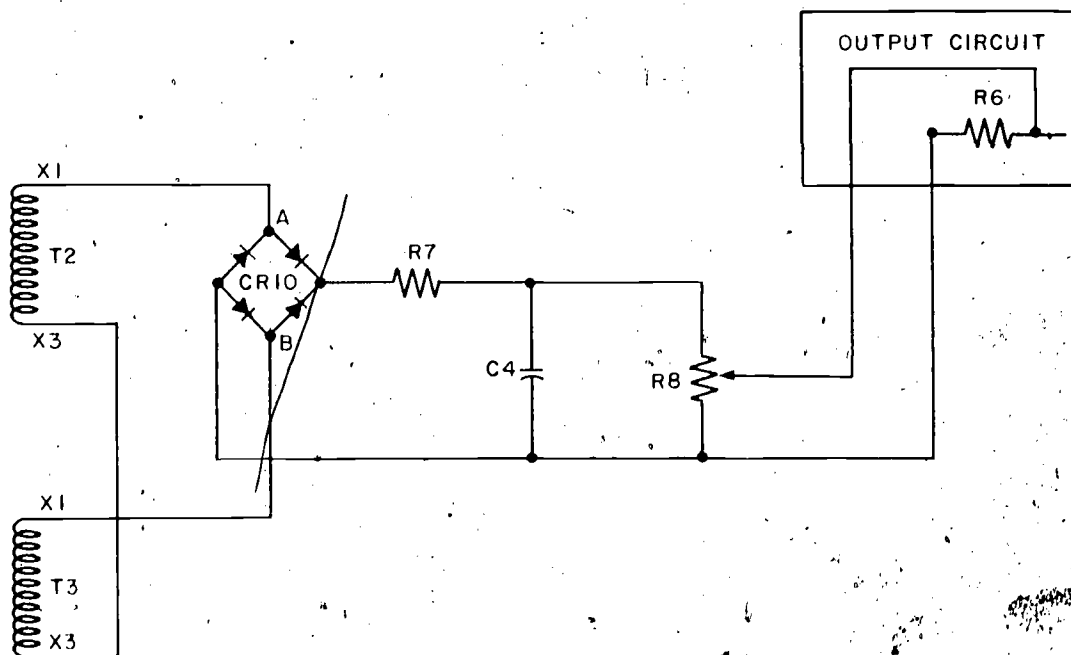 OUTPUT CIRCUIT
R6
X1
A
T2
CR10
R7
X3
B
C4
R8
X1
T3
X3